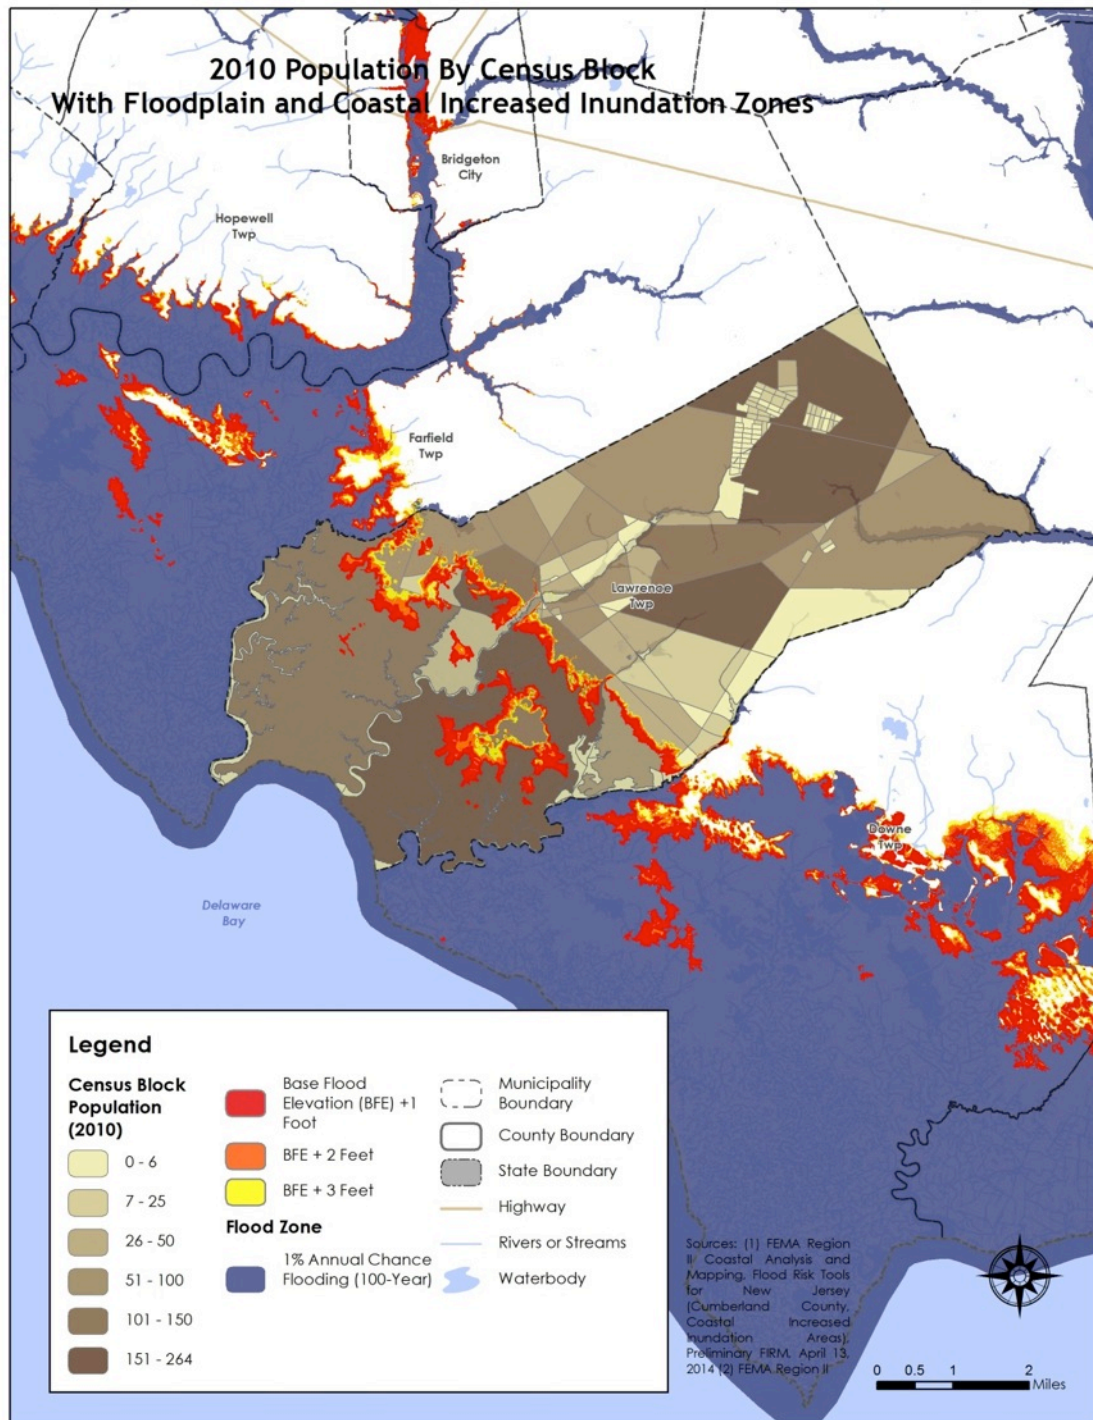 2010 Population By Census Block
With Floodplain and Coastal Increased Inundation Zones
Bridgeton
City
Hopewell
Twp
Farfield
Twp
Lawrence
Twp
Downe
Twp
Delaware
Bay
Legend
Census Block
Population
(2010)
0 - 6
7 - 25
26 - 50
51 - 100
101 - 150
151 - 264
Base Flood
Elevation (BFE) +1
Foot
BFE + 2 Feet
BFE + 3 Feet
Flood Zone
1% Annual Chance
Flooding (100-Year)
Municipality
Boundary
County Boundary
State Boundary
Highway
Rivers or Streams
Waterbody
Sources: (1) FEMA Region
II Coastal Analysis and
Mapping, Flood Risk Tools
for New Jersey
(Cumberland County,
Coastal Increased
Inundation Areas),
Preliminary FIRM, April 13,
2014 (2) FEMA Region II
0 0.5 1 2
Miles